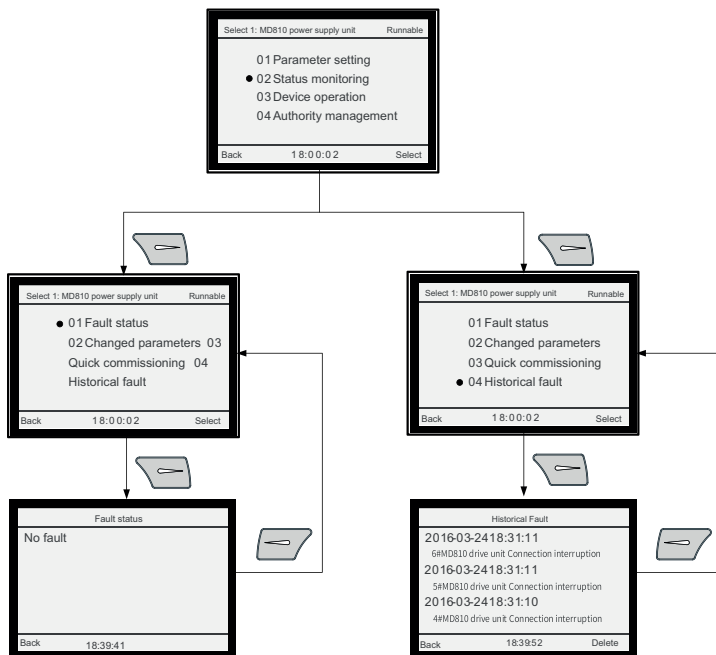 Select 1: MD810 power supply unit Runnable
01 Parameter setting
02 Status monitoring
03 Device operation
04 Authority management
Back 18:00:02 Select
Select 1: MD810 power supply unit Runnable
01 Fault status
02 Changed parameters 03
Quick commissioning 04
Historical fault
Back 18:00:02 Select
Select 1: MD810 power supply unit Runnable
01 Fault status
02 Changed parameters
03 Quick commissioning
04 Historical fault
Back 18:00:02 Select
Fault status
No fault
Back 18:39:41
Historical Fault
2016-03-2418:31:11
6#MD810 drive unit Connection interruption
2016-03-2418:31:11
5#MD810 drive unit Connection interruption
2016-03-2418:31:10
4#MD810 drive unit Connection interruption
Back 18:39:52 Delete